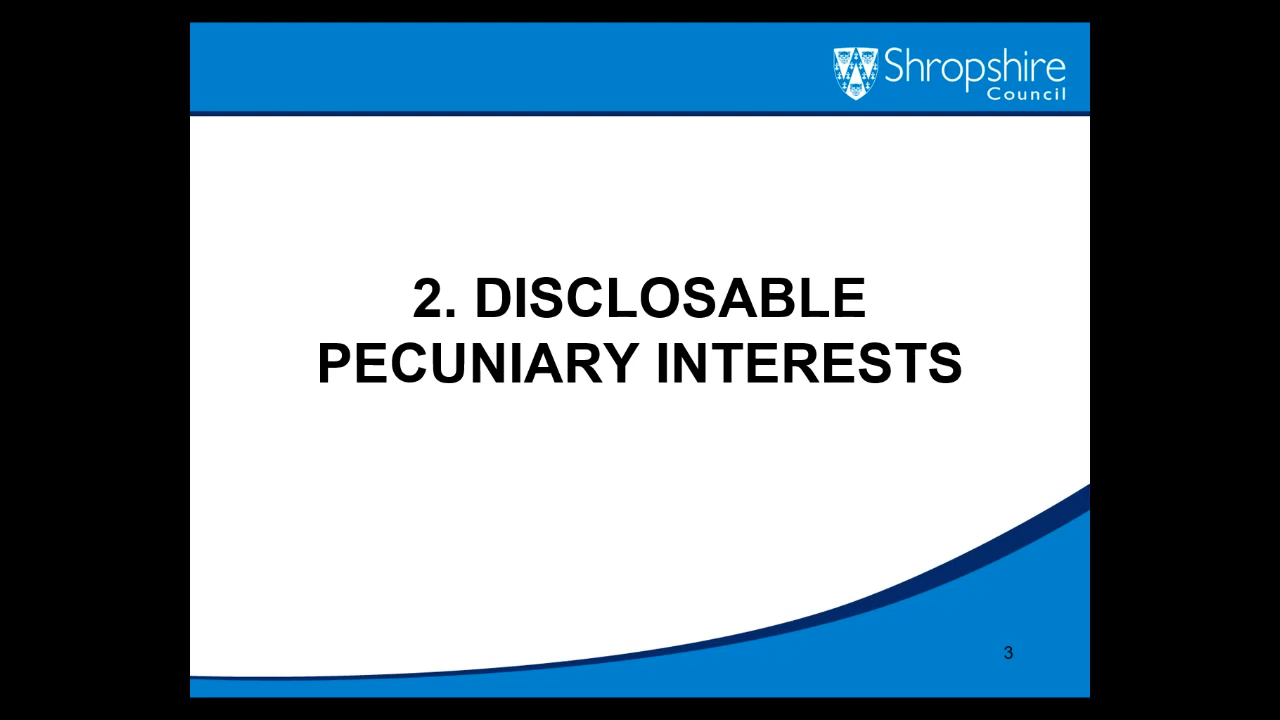 Shropshire
Council
2. DISCLOSABLE
PECUNIARY INTERESTS
3